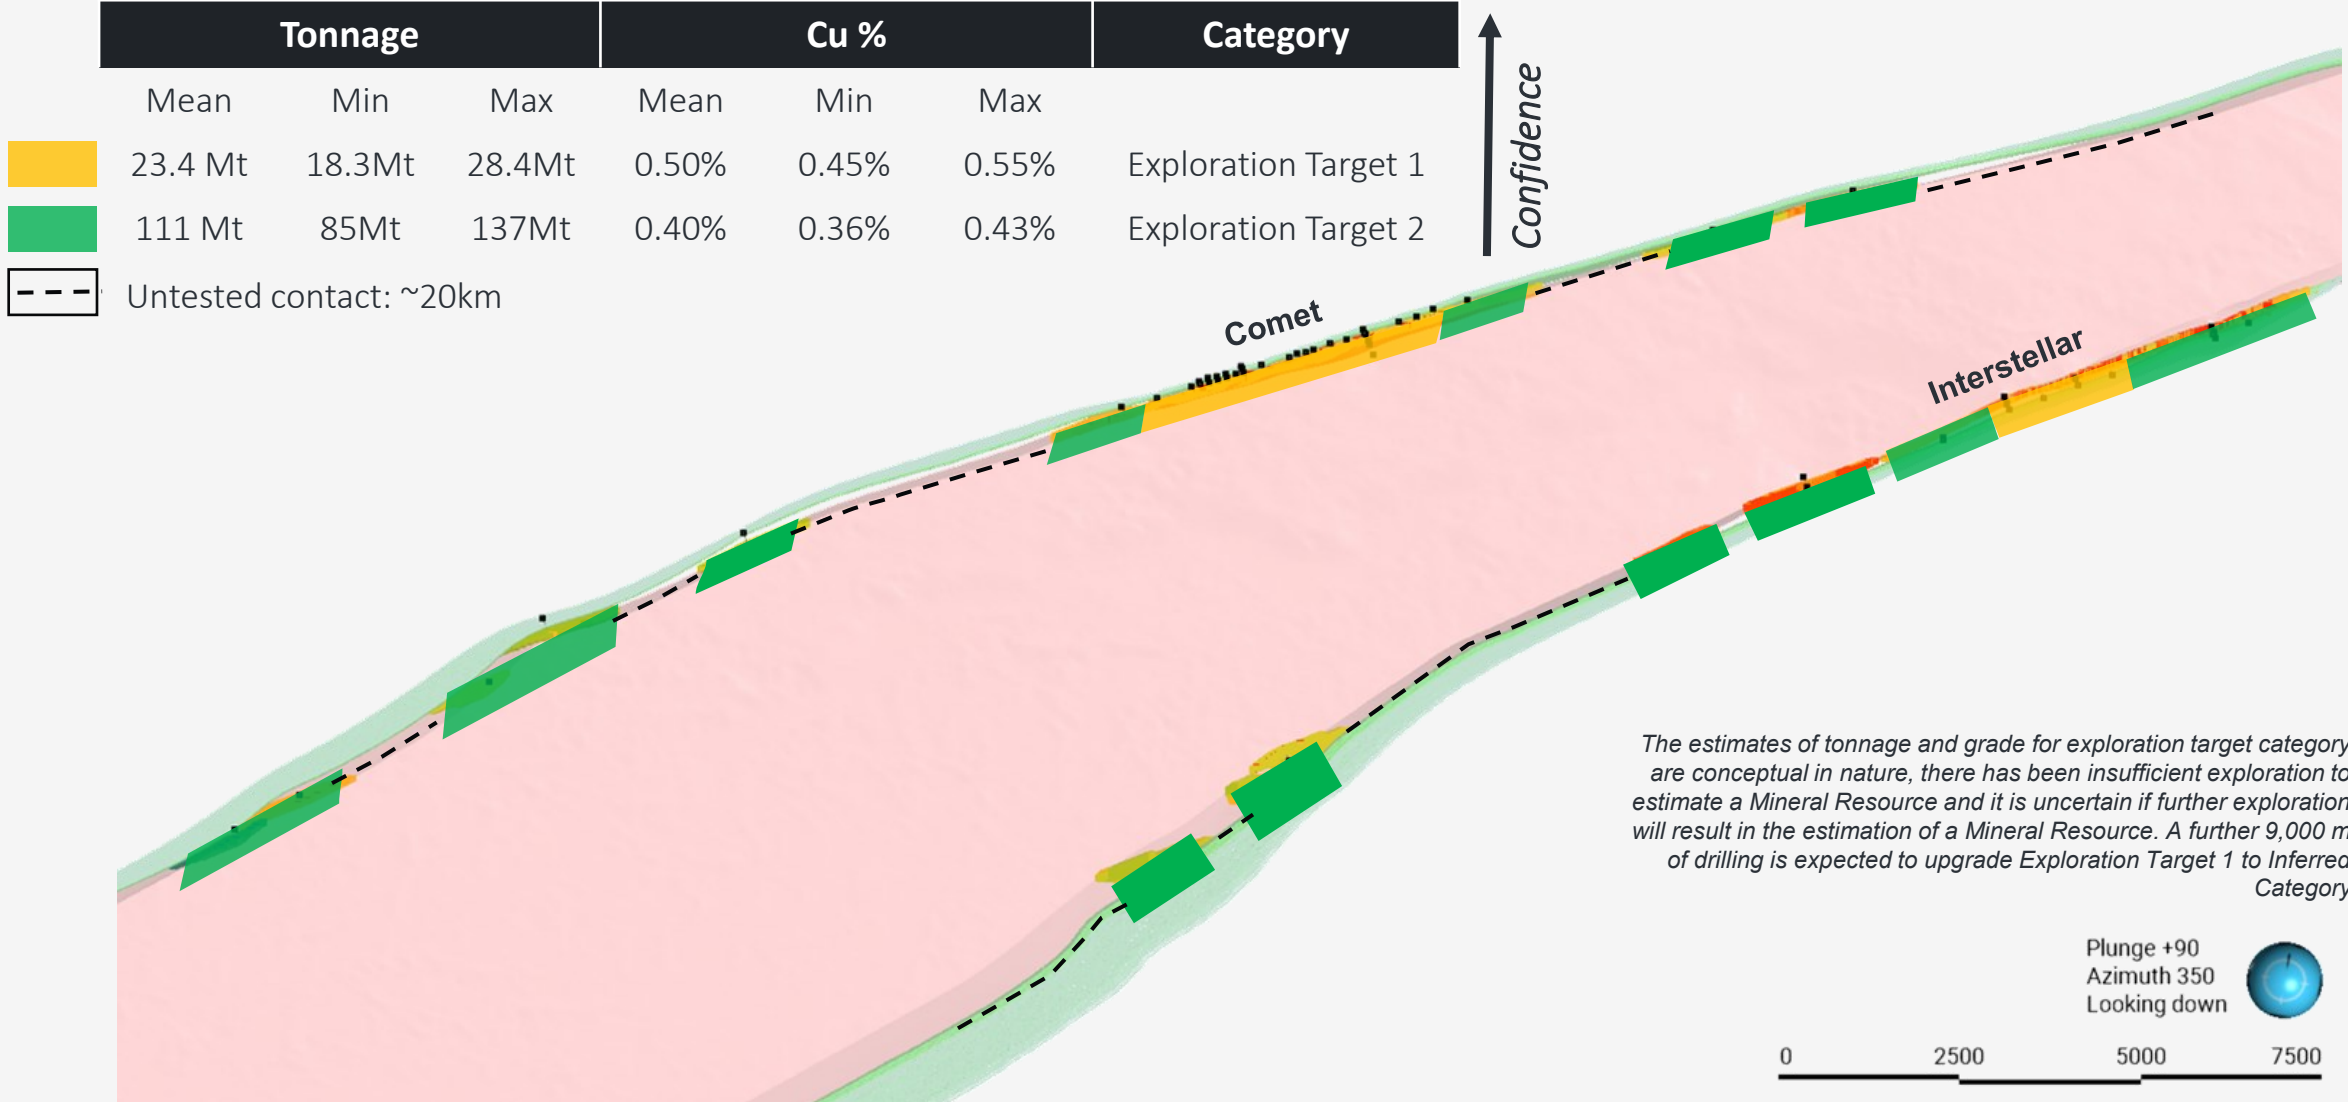 Tonnage Cu % Category
Mean Min Max Mean Min Max
23.4 Mt 18.3Mt 28.4Mt 0.50% 0.45% 0.55% Exploration Target 1
111 Mt 85Mt 137Mt 0.40% 0.36% 0.43% Exploration Target 2
Untested contact: ~20km
Confidence
Comet
Interstellar
The estimates of tonnage and grade for exploration target category
are conceptual in nature, there has been insufficient exploration to
estimate a Mineral Resource and it is uncertain if further exploration
will result in the estimation of a Mineral Resource. A further 9,000 m
of drilling is expected to upgrade Exploration Target 1 to Inferred
Category
Plunge +90
Azimuth 350
Looking down
0 2500 5000 7500